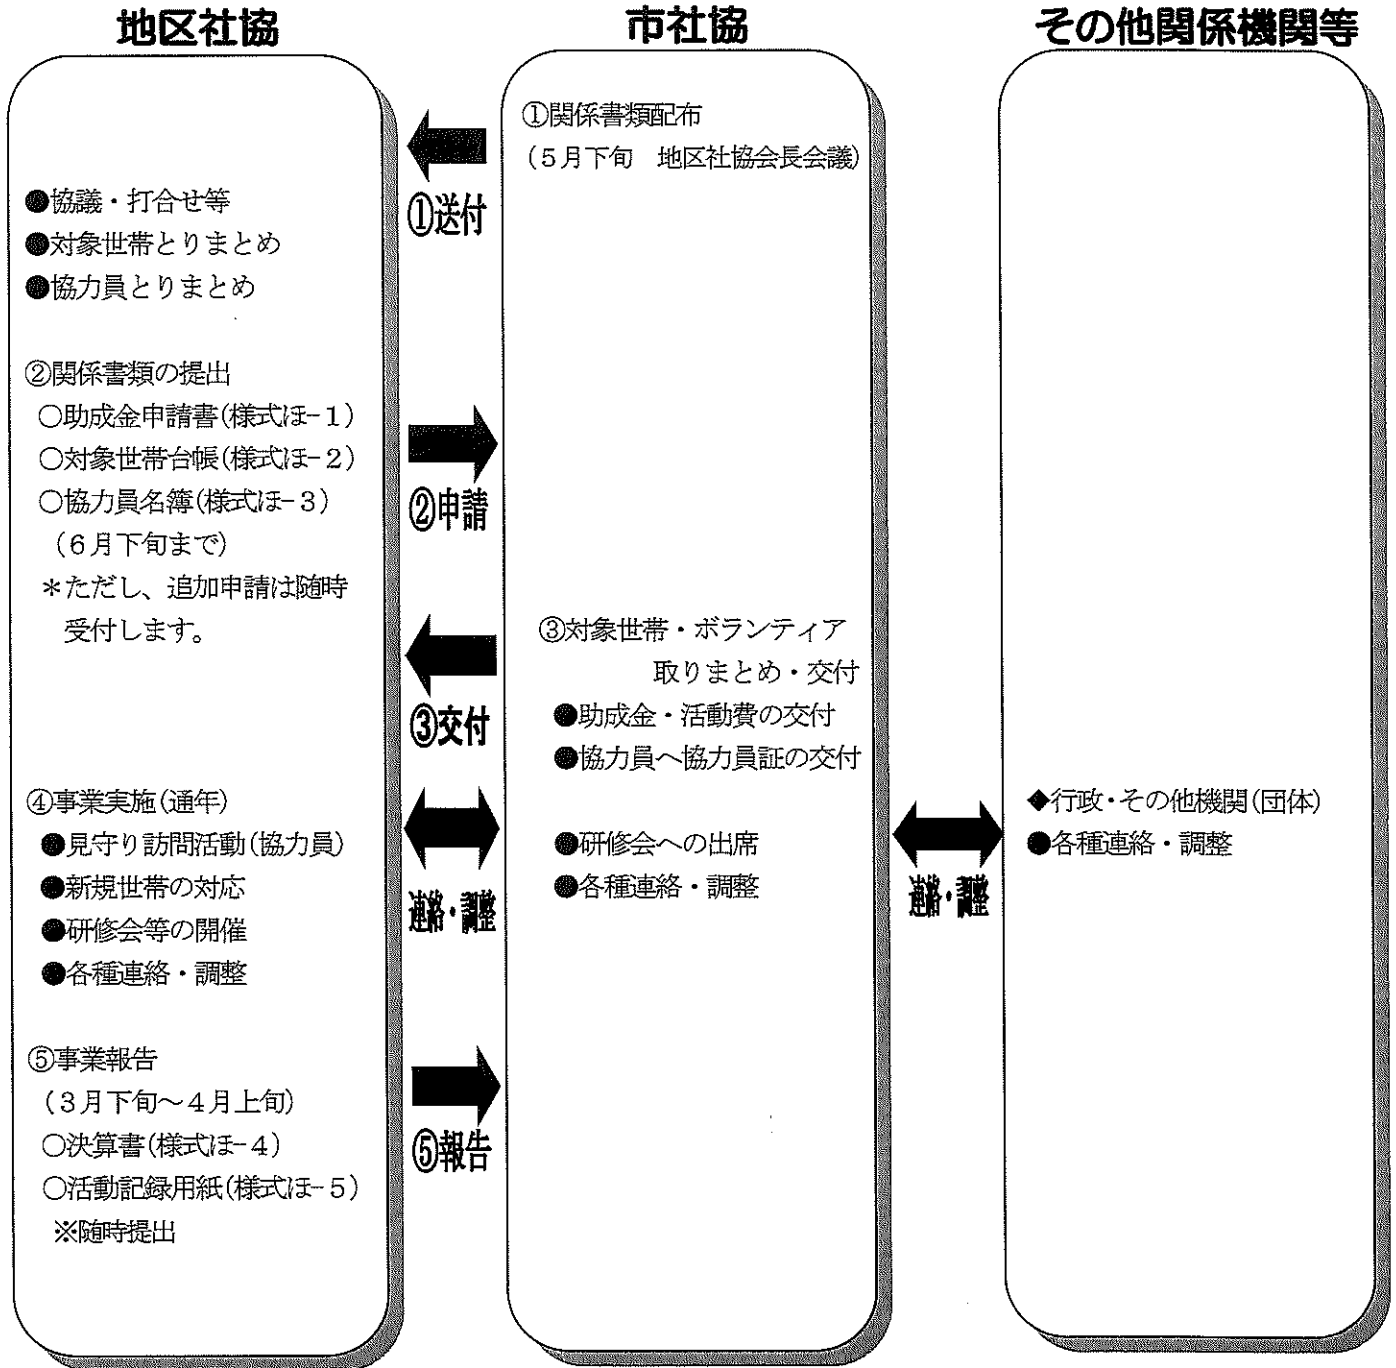 地区社協
●協議・打合せ等
●対象世帯とりまとめ
●協力員とりまとめ
②関係書類の提出
○助成金申請書(様式ほ-1)
○対象世帯台帳(様式ほ-2)
○協力員名簿(様式ほ-3)
(6月下旬まで)
*ただし、追加申請は随時
受付します。
④事業実施(通年)
●見守り訪問活動(協力員)
●新規世帯の対応
●研修会等の開催
●各種連絡・調整
⑤事業報告
(3月下旬~4月上旬)
○決算書(様式ほ-4)
○活動記録用紙(様式ほ-5)
※随時提出
①送付
②申請
③交付
連絡・調整
⑤報告
市社協
①関係書類配布
(5月下旬 地区社協会長会議)
③対象世帯・ボランティア
取りまとめ・交付
●助成金・活動費の交付
●協力員へ協力員証の交付
●研修会への出席
●各種連絡・調整
連絡・調整
その他関係機関等
◆行政・その他機関(団体)
●各種連絡・調整